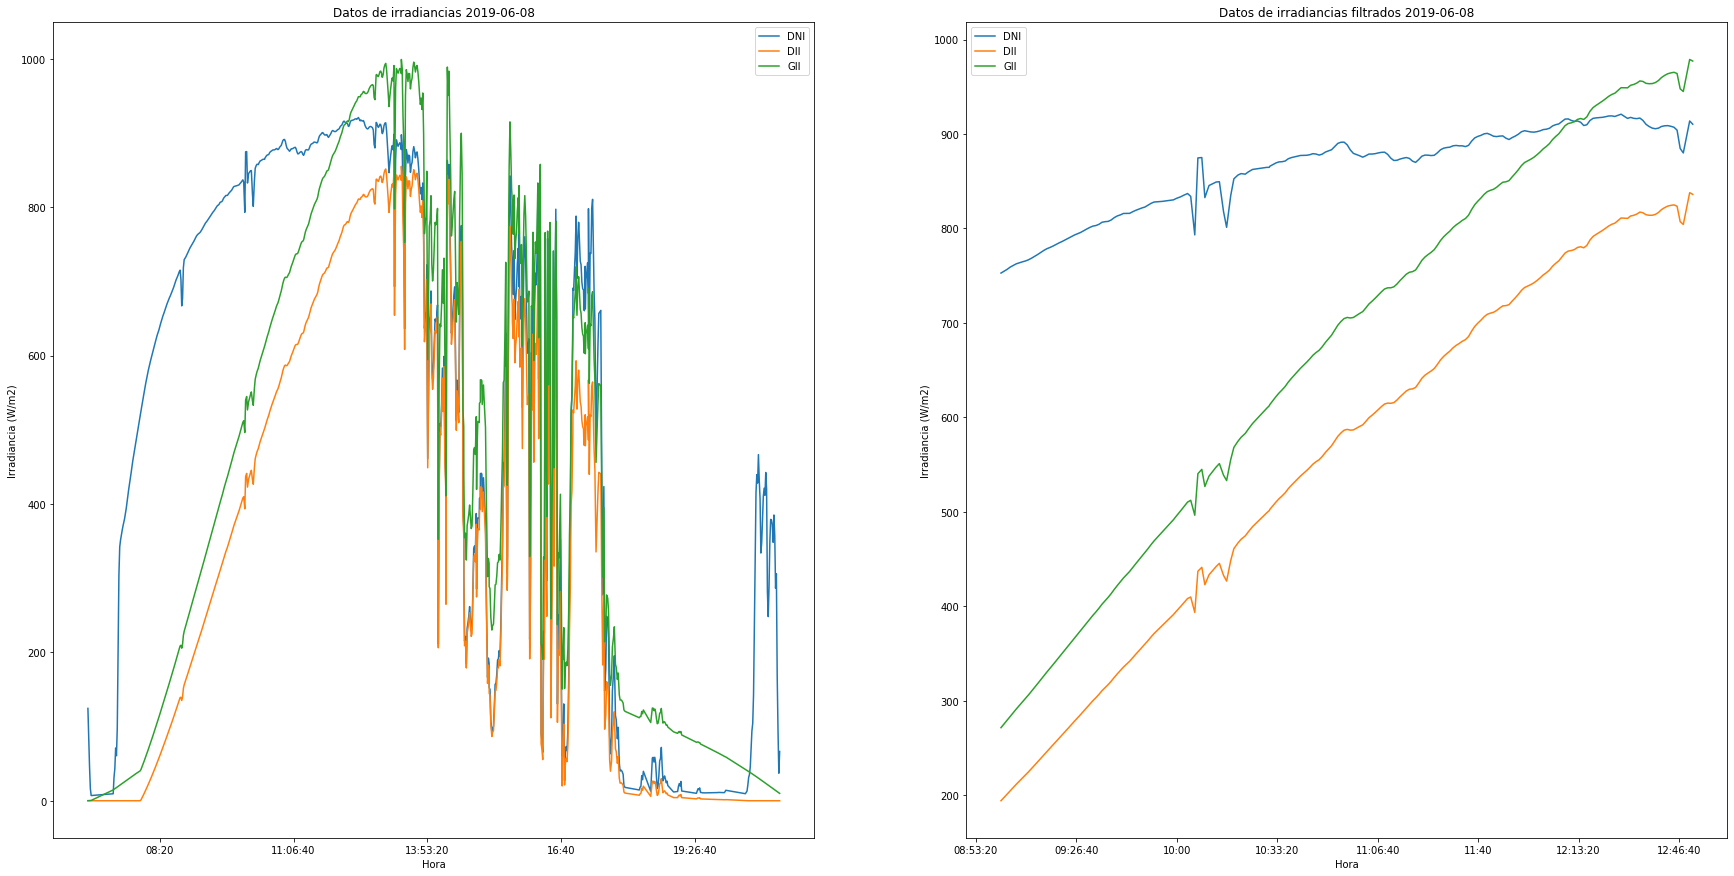 Datos de irradiancias 2019-06-08
DNI
DII
GII
Irradiancia (W/m2)
1000
800
600
400
200
0
08:20
11:06:40
13:53:20
16:40
19:26:40
Hora
Datos de irradiancias filtrados 2019-06-08
DNI
DII
GII
Irradiancia (W/m2)
1000
900
800
700
600
500
400
300
200
08:53:20
09:26:40
10:00
10:33:20
11:06:40
11:40
12:13:20
12:46:40
Hora